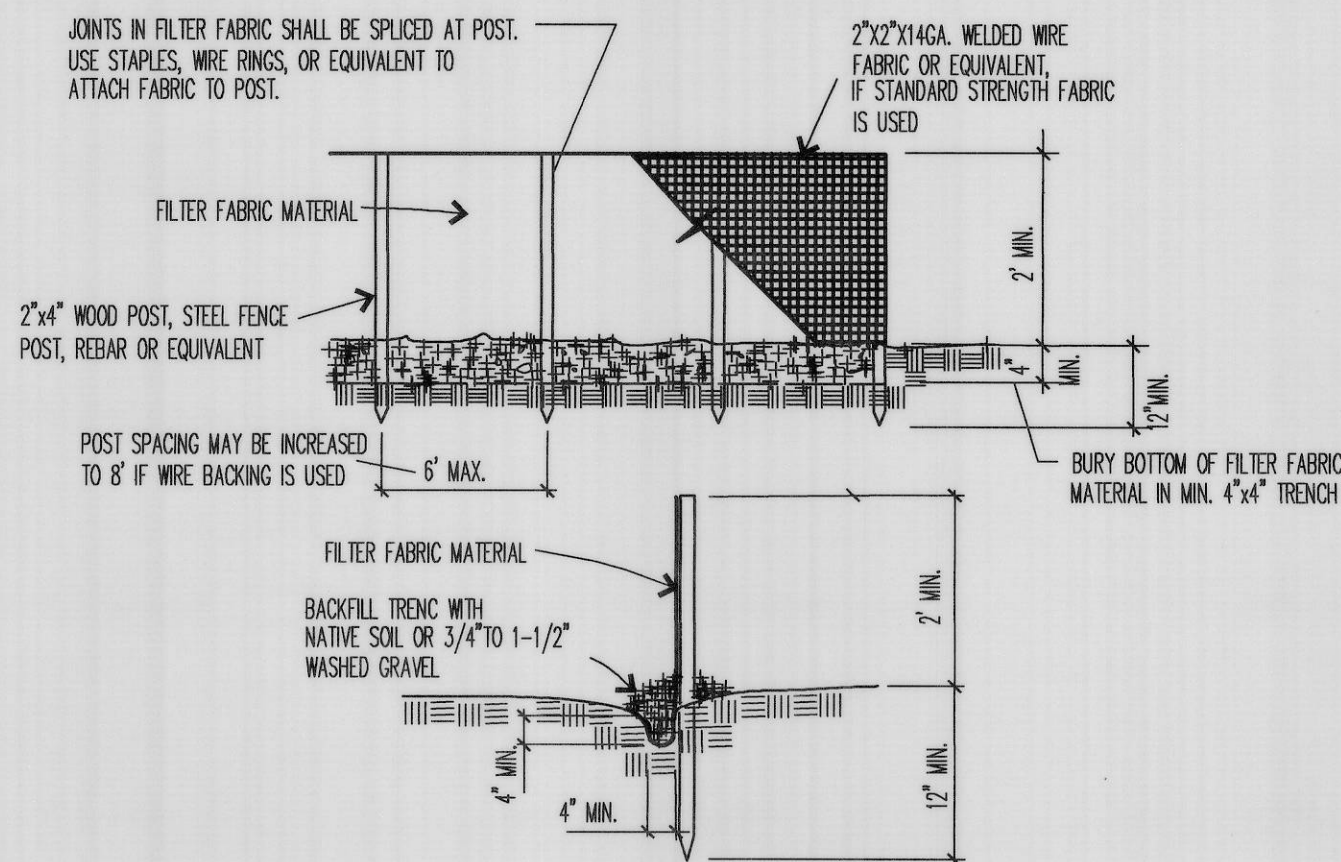 JOINTS IN FILTER FABRIC SHALL BE SPLICED AT POST.
USE STAPLES, WIRE RINGS, OR EQUIVALENT TO
ATTACH FABRIC TO POST.
2"X2"X14GA. WELDED WIRE
FABRIC OR EQUIVALENT,
IF STANDARD STRENGTH FABRIC
IS USED
FILTER FABRIC MATERIAL
2' MIN.
2"x4" WOOD POST, STEEL FENCE
POST, REBAR OR EQUIVALENT
4"
MIN.
12"MIN.
POST SPACING MAY BE INCREASED
TO 8' IF WIRE BACKING IS USED
6' MAX.
BURY BOTTOM OF FILTER FABRIC
MATERIAL IN MIN. 4"x4" TRENCH
FILTER FABRIC MATERIAL
BACKFILL TRENC WITH
NATIVE SOIL OR 3/4"TO 1-1/2"
WASHED GRAVEL
2' MIN.
4" MIN.
4" MIN.
12" MIN.